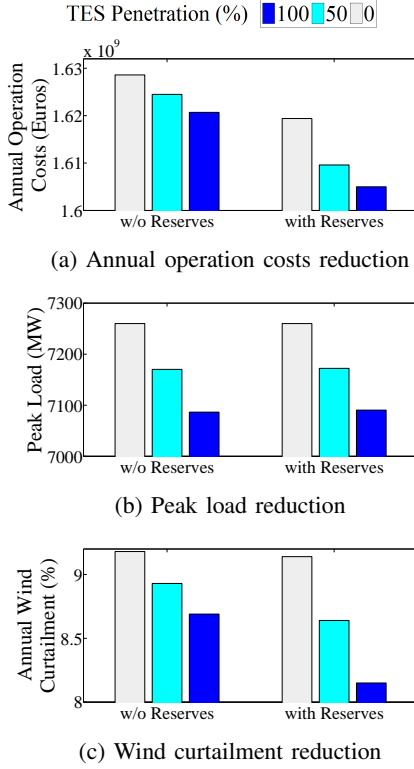 TES Penetration (%) 100 50 0
x 10^9
1.63
1.62
1.61
1.6
Annual Operation
Costs (Euros)
w/o Reserves with Reserves
(a) Annual operation costs reduction
7300
7200
7100
7000
Peak Load (MW)
w/o Reserves with Reserves
(b) Peak load reduction
9
8.5
8
Annual Wind
Curtailment (%)
w/o Reserves with Reserves
(c) Wind curtailment reduction